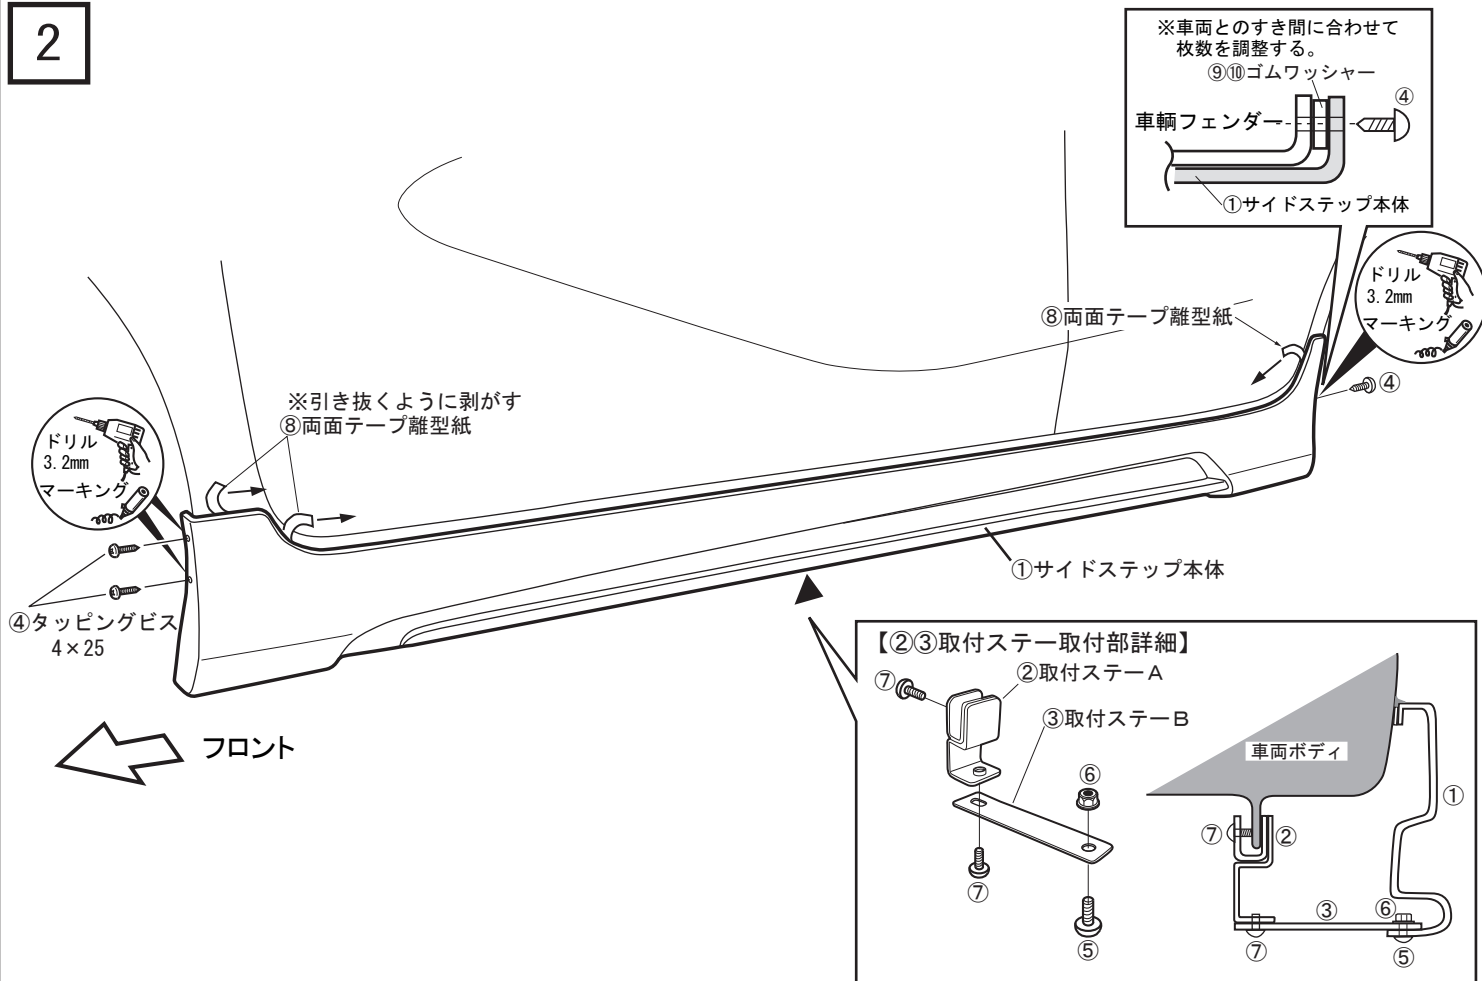 2
※車両とのすき間に合わせて
枚数を調整する。
⑨⑩ゴムワッシャー
④
車輌フェンダー
①サイドステップ本体
ドリル
3.2mm
マーキング
⑧両面テープ離型紙
④
※引き抜くように剥がす
⑧両面テープ離型紙
ドリル
3.2mm
マーキング
①サイドステップ本体
④タッピングビス
4×25
フロント
【②③取付ステー取付部詳細】
⑦
②取付ステーA
③取付ステーB
⑥
⑦
⑤
車両ボディ
①
⑦
②
③
⑥
⑦
⑤